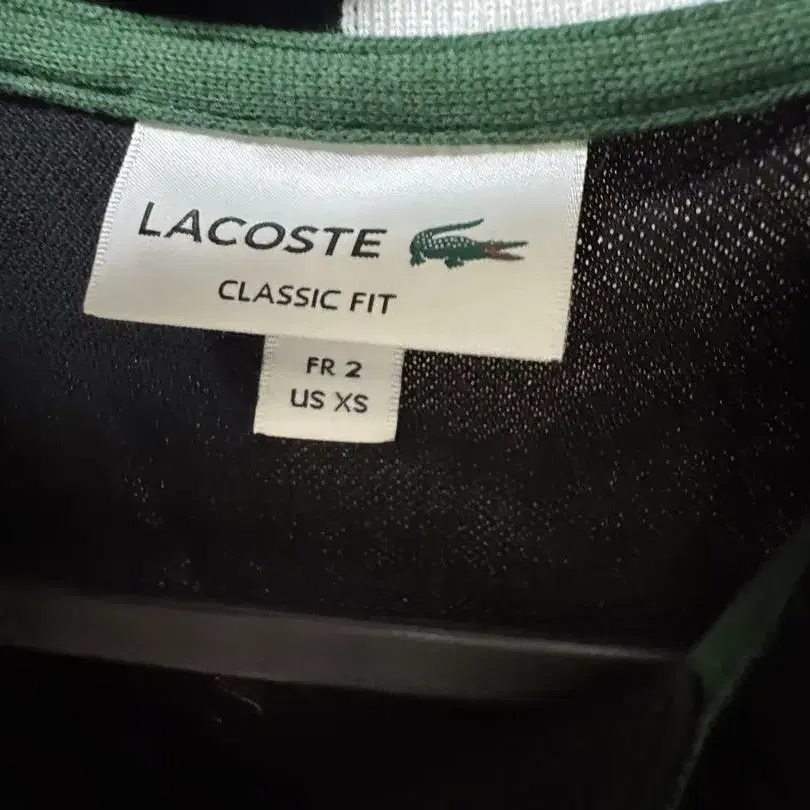 LACOSTE
CLASSIC FIT
FR 2
US XS